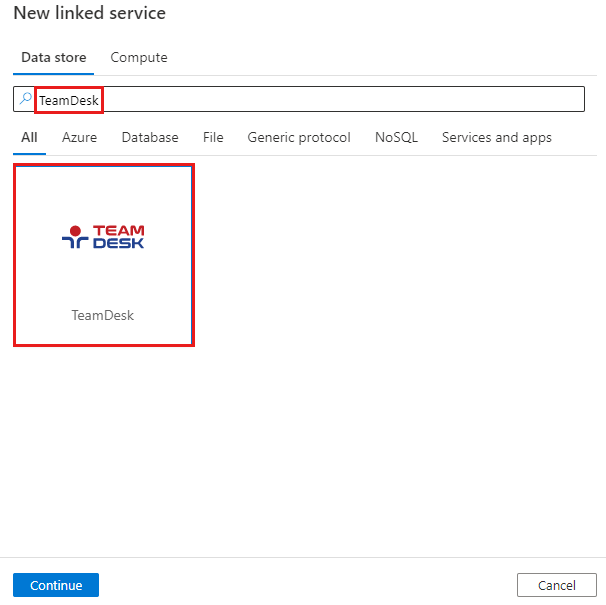 New linked service
Data store Compute
TeamDesk
All Azure Database File Generic protocol NoSQL Services and apps
TEAM
DESK
TeamDesk
Continue Cancel